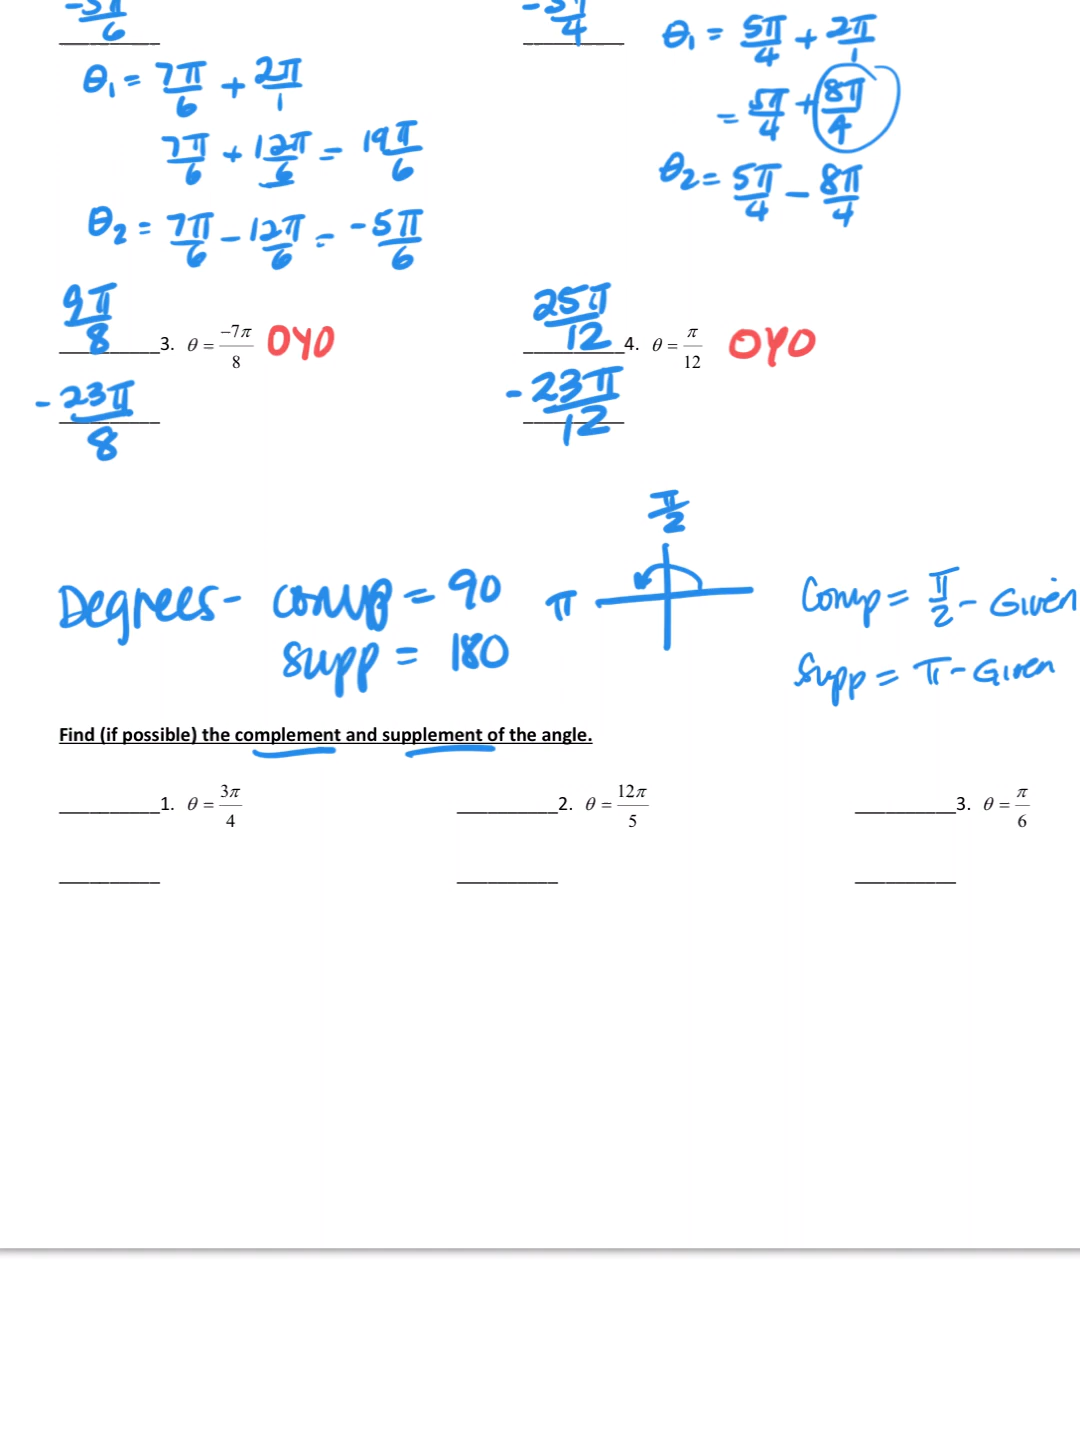 -5π/6
θ₁ = 7π/6 + 2π/1
7π/6 + 12π/6 = 19π/6
θ₂ = 7π/6 - 12π/6 = -5π/6
θ₁ = 5π/4 + 2π/1
= 5π/4 + 8π/4
θ₂ = 5π/4 - 8π/4
9π/8
3. θ = -7π/8 OYO
-23π/8
25π/12
4. θ = π/12 OYO
-23π/12
Degrees- comp = 90
supp = 180
π/2
π
Comp = π/2 - Given
Supp = π - Given
Find (if possible) the complement and supplement of the angle.
1. θ = 3π/4
2. θ = 12π/5
3. θ = π/6